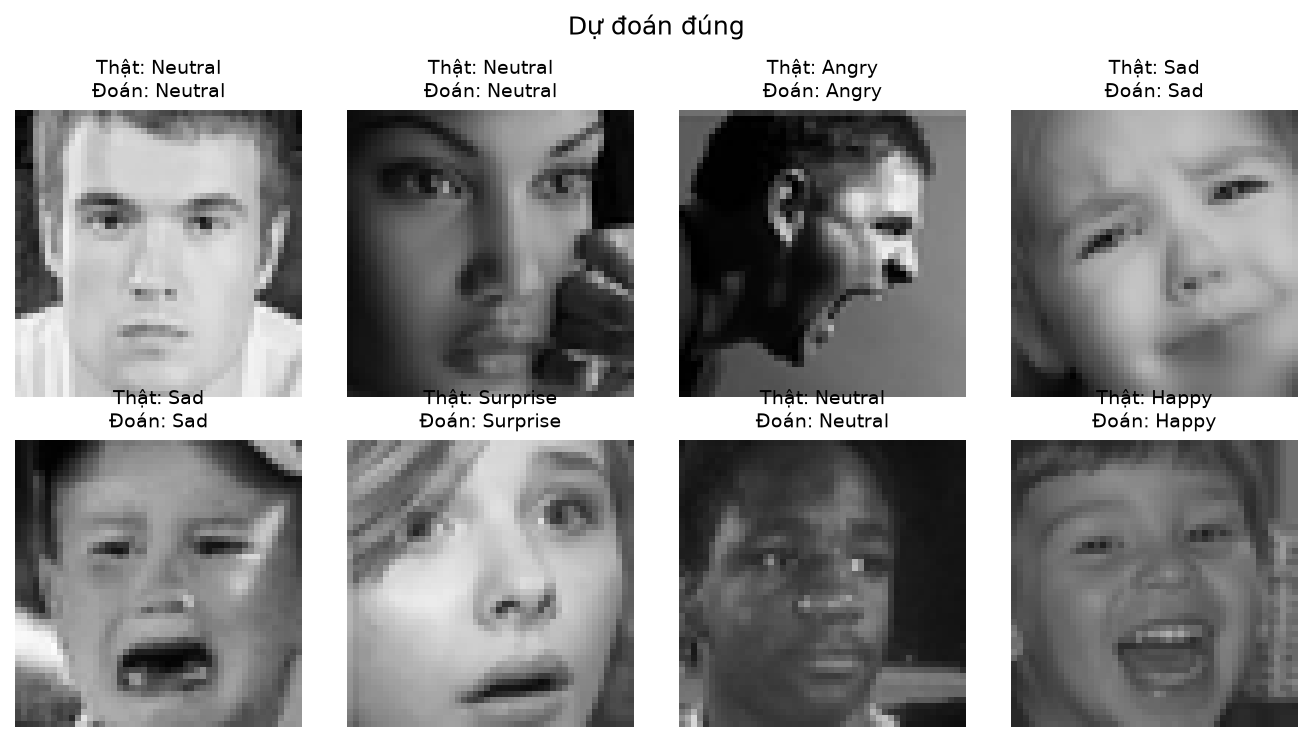 Dự đoán đúng
Thật: Neutral
Đoán: Neutral
Thật: Neutral
Đoán: Neutral
Thật: Angry
Đoán: Angry
Thật: Sad
Đoán: Sad
Thật: Sad
Đoán: Sad
Thật: Surprise
Đoán: Surprise
Thật: Neutral
Đoán: Neutral
Thật: Happy
Đoán: Happy